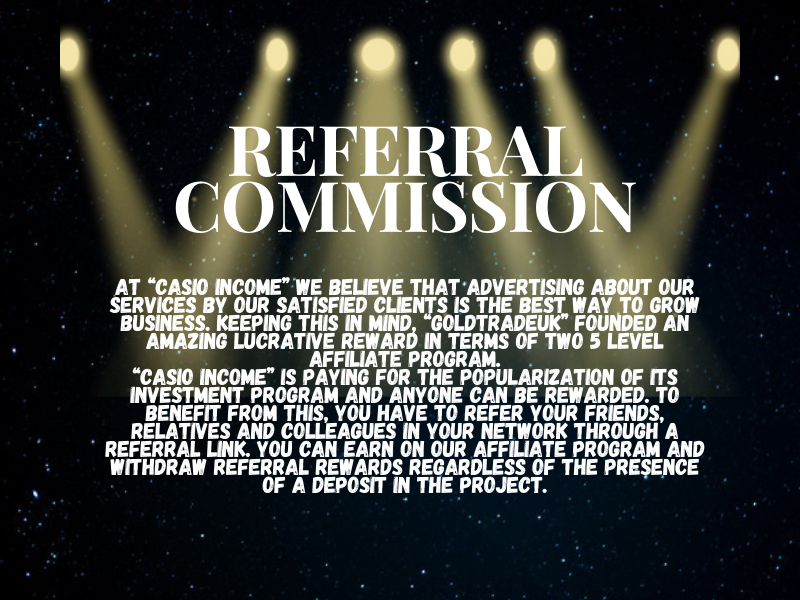 REFERRAL
COMMISSION
AT “CASIO INCOME” WE BELIEVE THAT ADVERTISING ABOUT OUR
SERVICES BY OUR SATISFIED CLIENTS IS THE BEST WAY TO GROW
BUSINESS. KEEPING THIS IN MIND, “GOLDTRADEUK” FOUNDED AN
AMAZING LUCRATIVE REWARD IN TERMS OF TWO 5 LEVEL
AFFILIATE PROGRAM.
“CASIO INCOME” IS PAYING FOR THE POPULARIZATION OF ITS
INVESTMENT PROGRAM AND ANYONE CAN BE REWARDED. TO
BENEFIT FROM THIS, YOU HAVE TO REFER YOUR FRIENDS,
RELATIVES AND COLLEAGUES IN YOUR NETWORK THROUGH A
REFERRAL LINK. YOU CAN EARN ON OUR AFFILIATE PROGRAM AND
WITHDRAW REFERRAL REWARDS REGARDLESS OF THE PRESENCE
OF A DEPOSIT IN THE PROJECT.